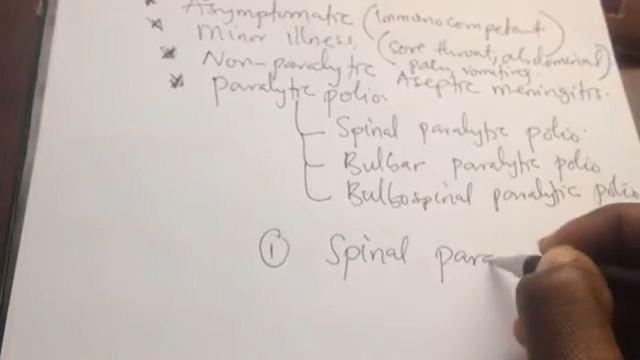 * Asymptomatic (Immunocompetent)
* Minor illness, (sore throat, abdominal
pain, vomiting)
* Non-paralytic Aseptic meningitis.
* Paralytic polio.
Spinal paralytic polio.
Bulbar paralytic polio
Bulbospinal paralytic polio
① Spinal para